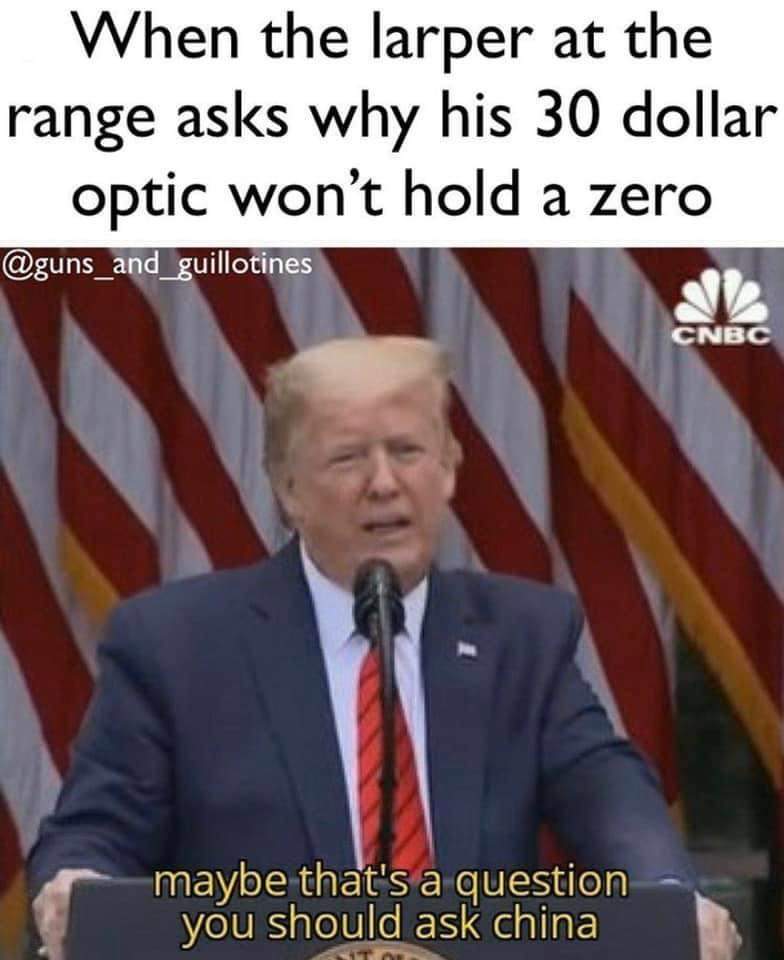 When the larper at the
range asks why his 30 dollar
optic won't hold a zero
@guns_and_guillotines
CNBC
maybe that's a question
you should ask china